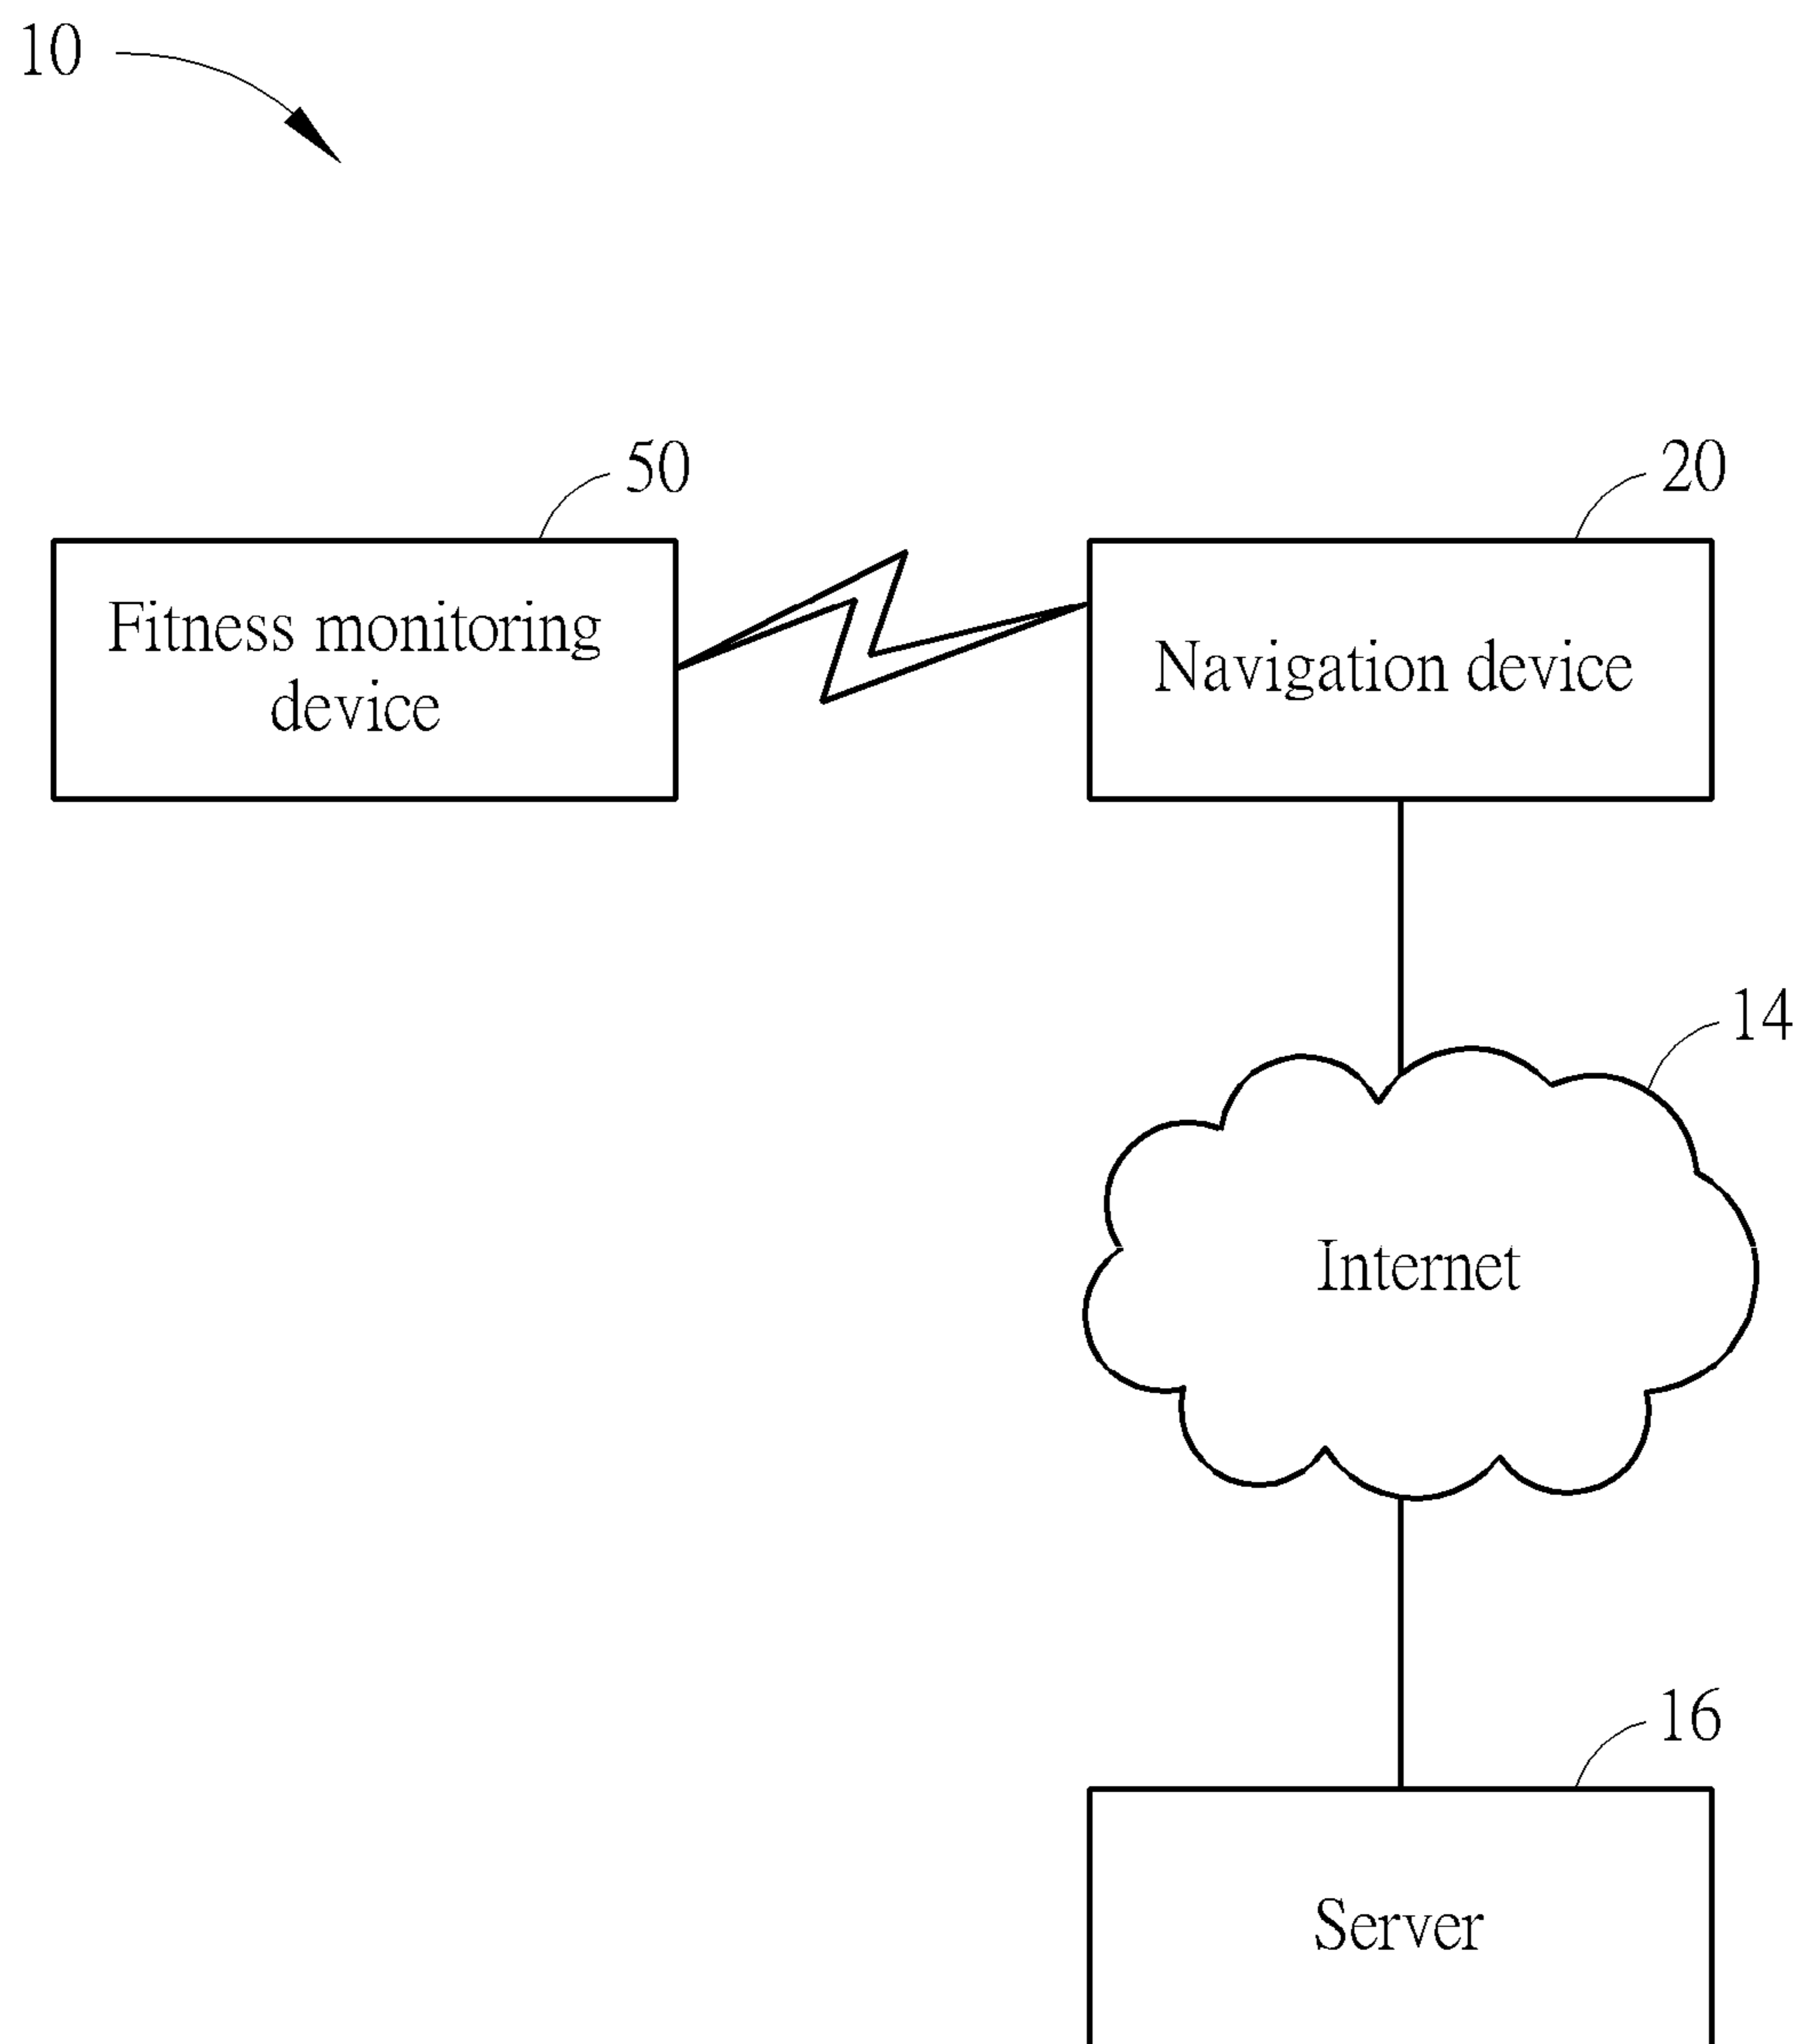 10
50
20
Fitness monitoring
device
Navigation device
14
Internet
16
Server